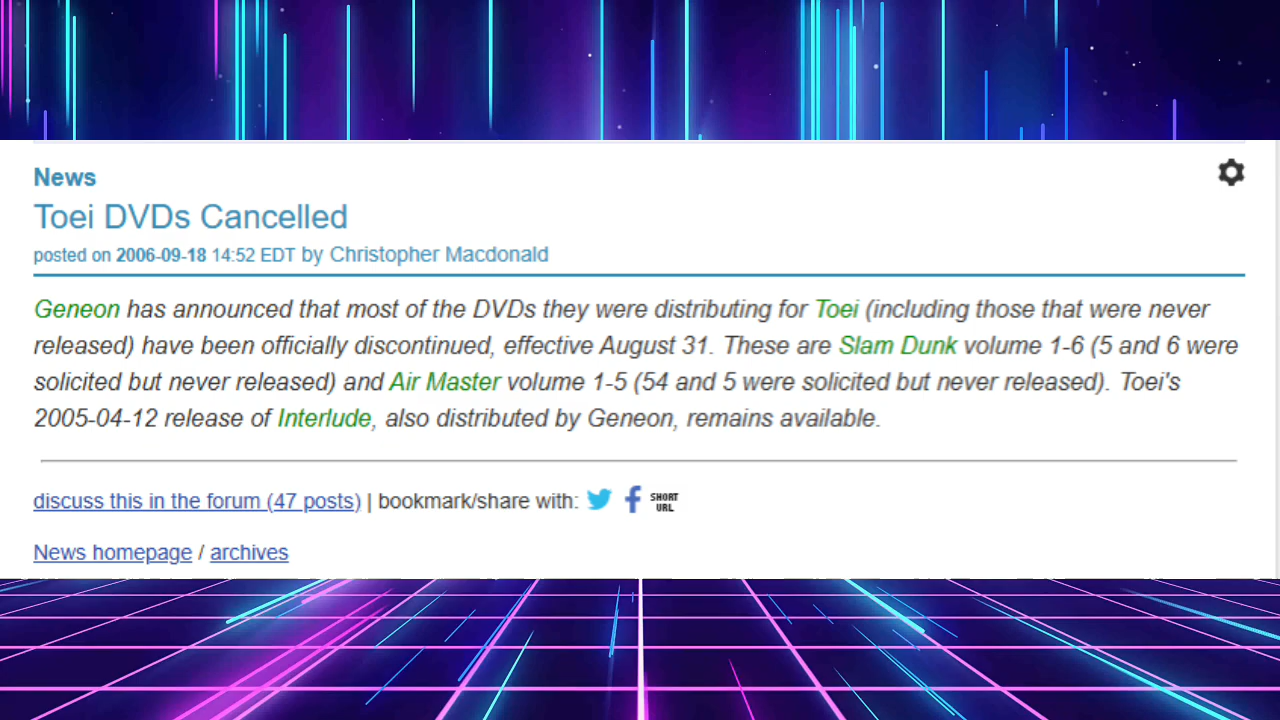 News
Toei DVDs Cancelled
posted on 2006-09-18 14:52 EDT by Christopher Macdonald
Geneon has announced that most of the DVDs they were distributing for Toei (including those that were never
released) have been officially discontinued, effective August 31. These are Slam Dunk volume 1-6 (5 and 6 were
solicited but never released) and Air Master volume 1-5 (54 and 5 were solicited but never released). Toei's
2005-04-12 release of Interlude, also distributed by Geneon, remains available.
discuss this in the forum (47 posts) | bookmark/share with: SHORT URL
News homepage / archives